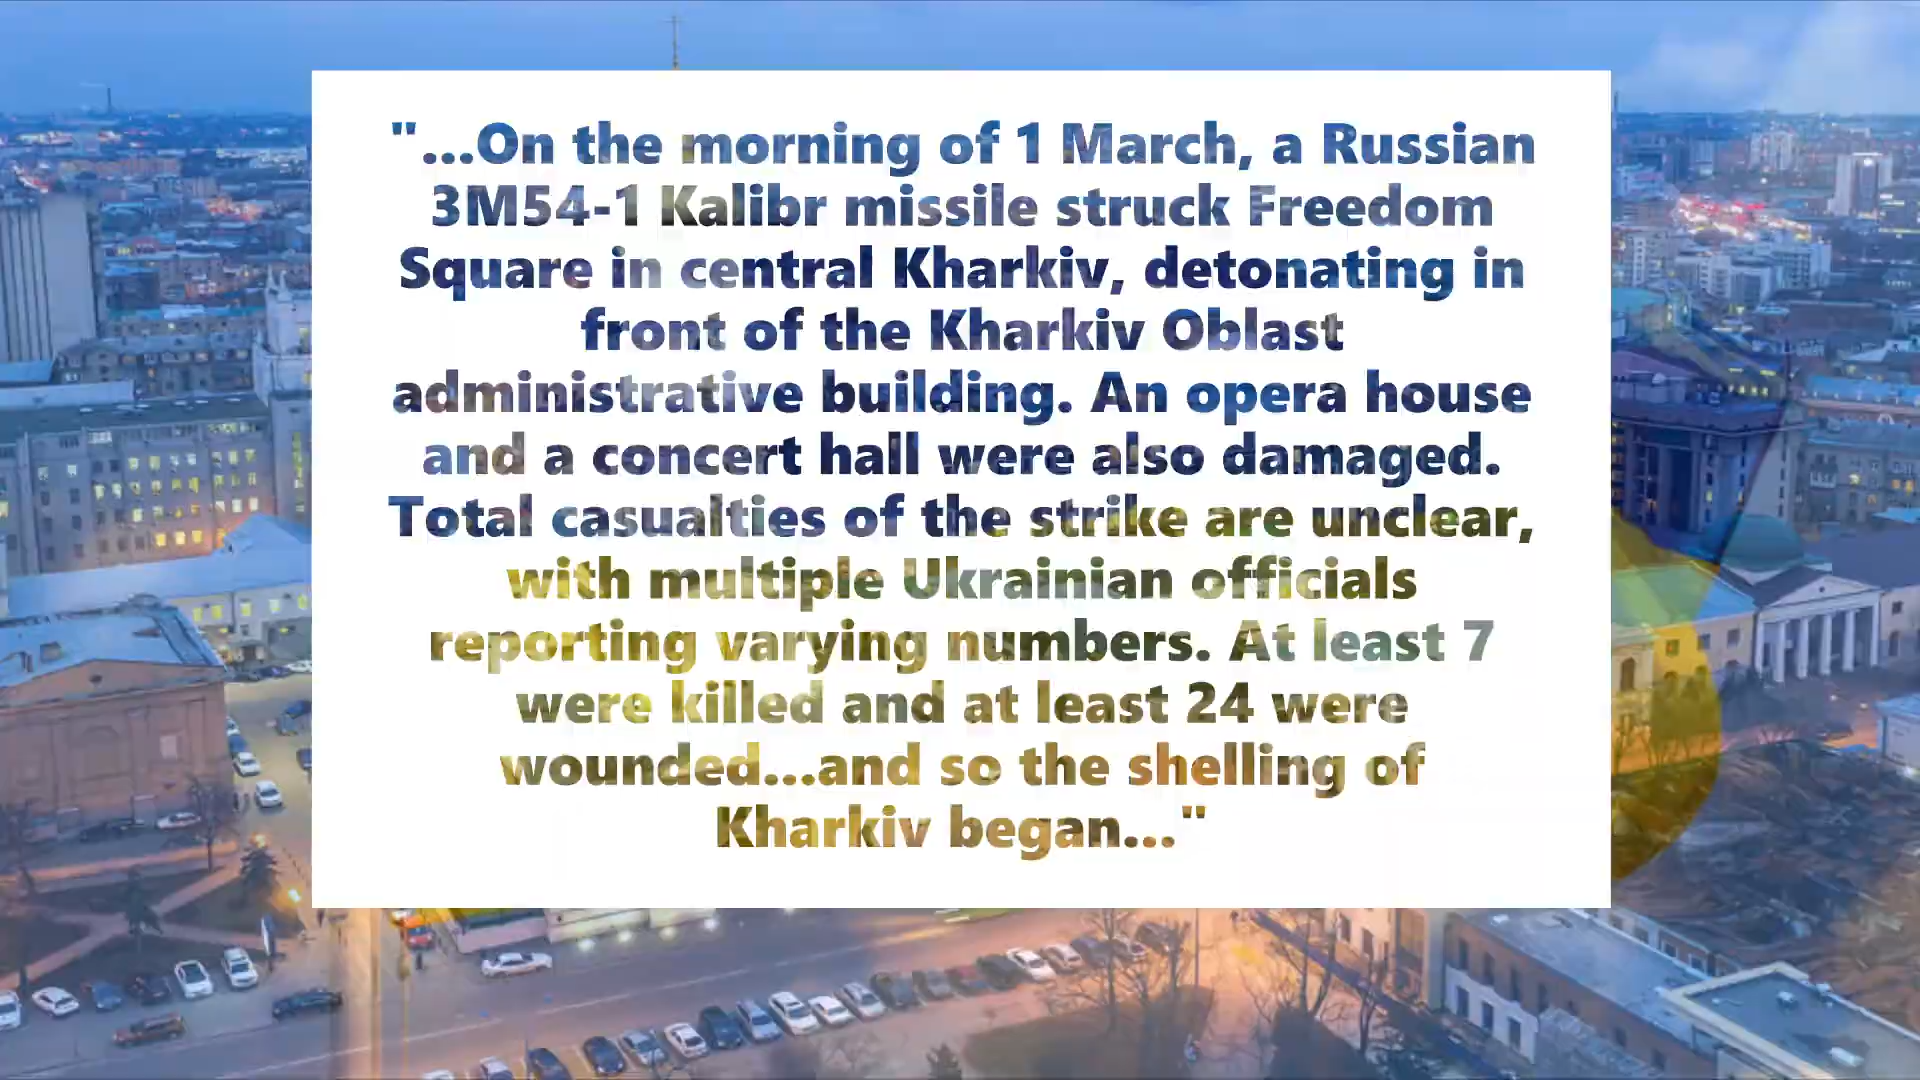 "...On the morning of 1 March, a Russian
3M54-1 Kalibr missile struck Freedom
Square in central Kharkiv, detonating in
front of the Kharkiv Oblast
administrative building. An opera house
and a concert hall were also damaged.
Total casualties of the strike are unclear,
with multiple Ukrainian officials
reporting varying numbers. At least 7
were killed and at least 24 were
wounded...and so the shelling of
Kharkiv began..."